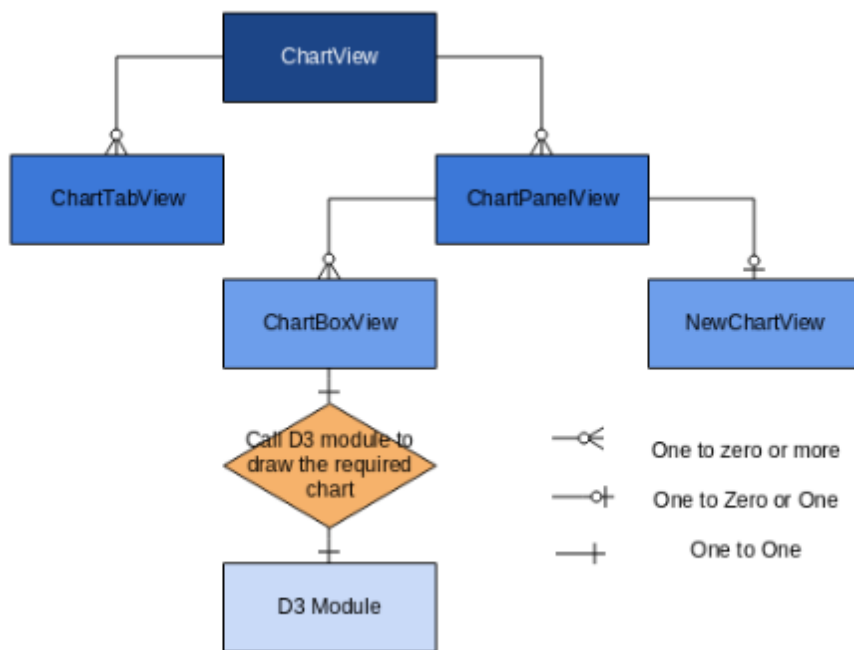 ChartView
ChartTabView
ChartPanelView
ChartBoxView
NewChartView
Call D3 module to
draw the required
chart
One to zero or more
One to Zero or One
One to One
D3 Module